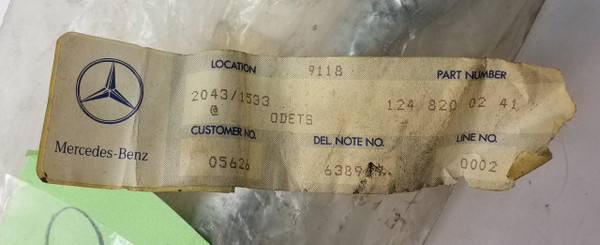 LOCATION 9118 PART NUMBER
2043/1533 124 820 02 41
@ ODETS
CUSTOMER NO. DEL. NOTE NO. LINE NO.
Mercedes-Benz 05626 0002